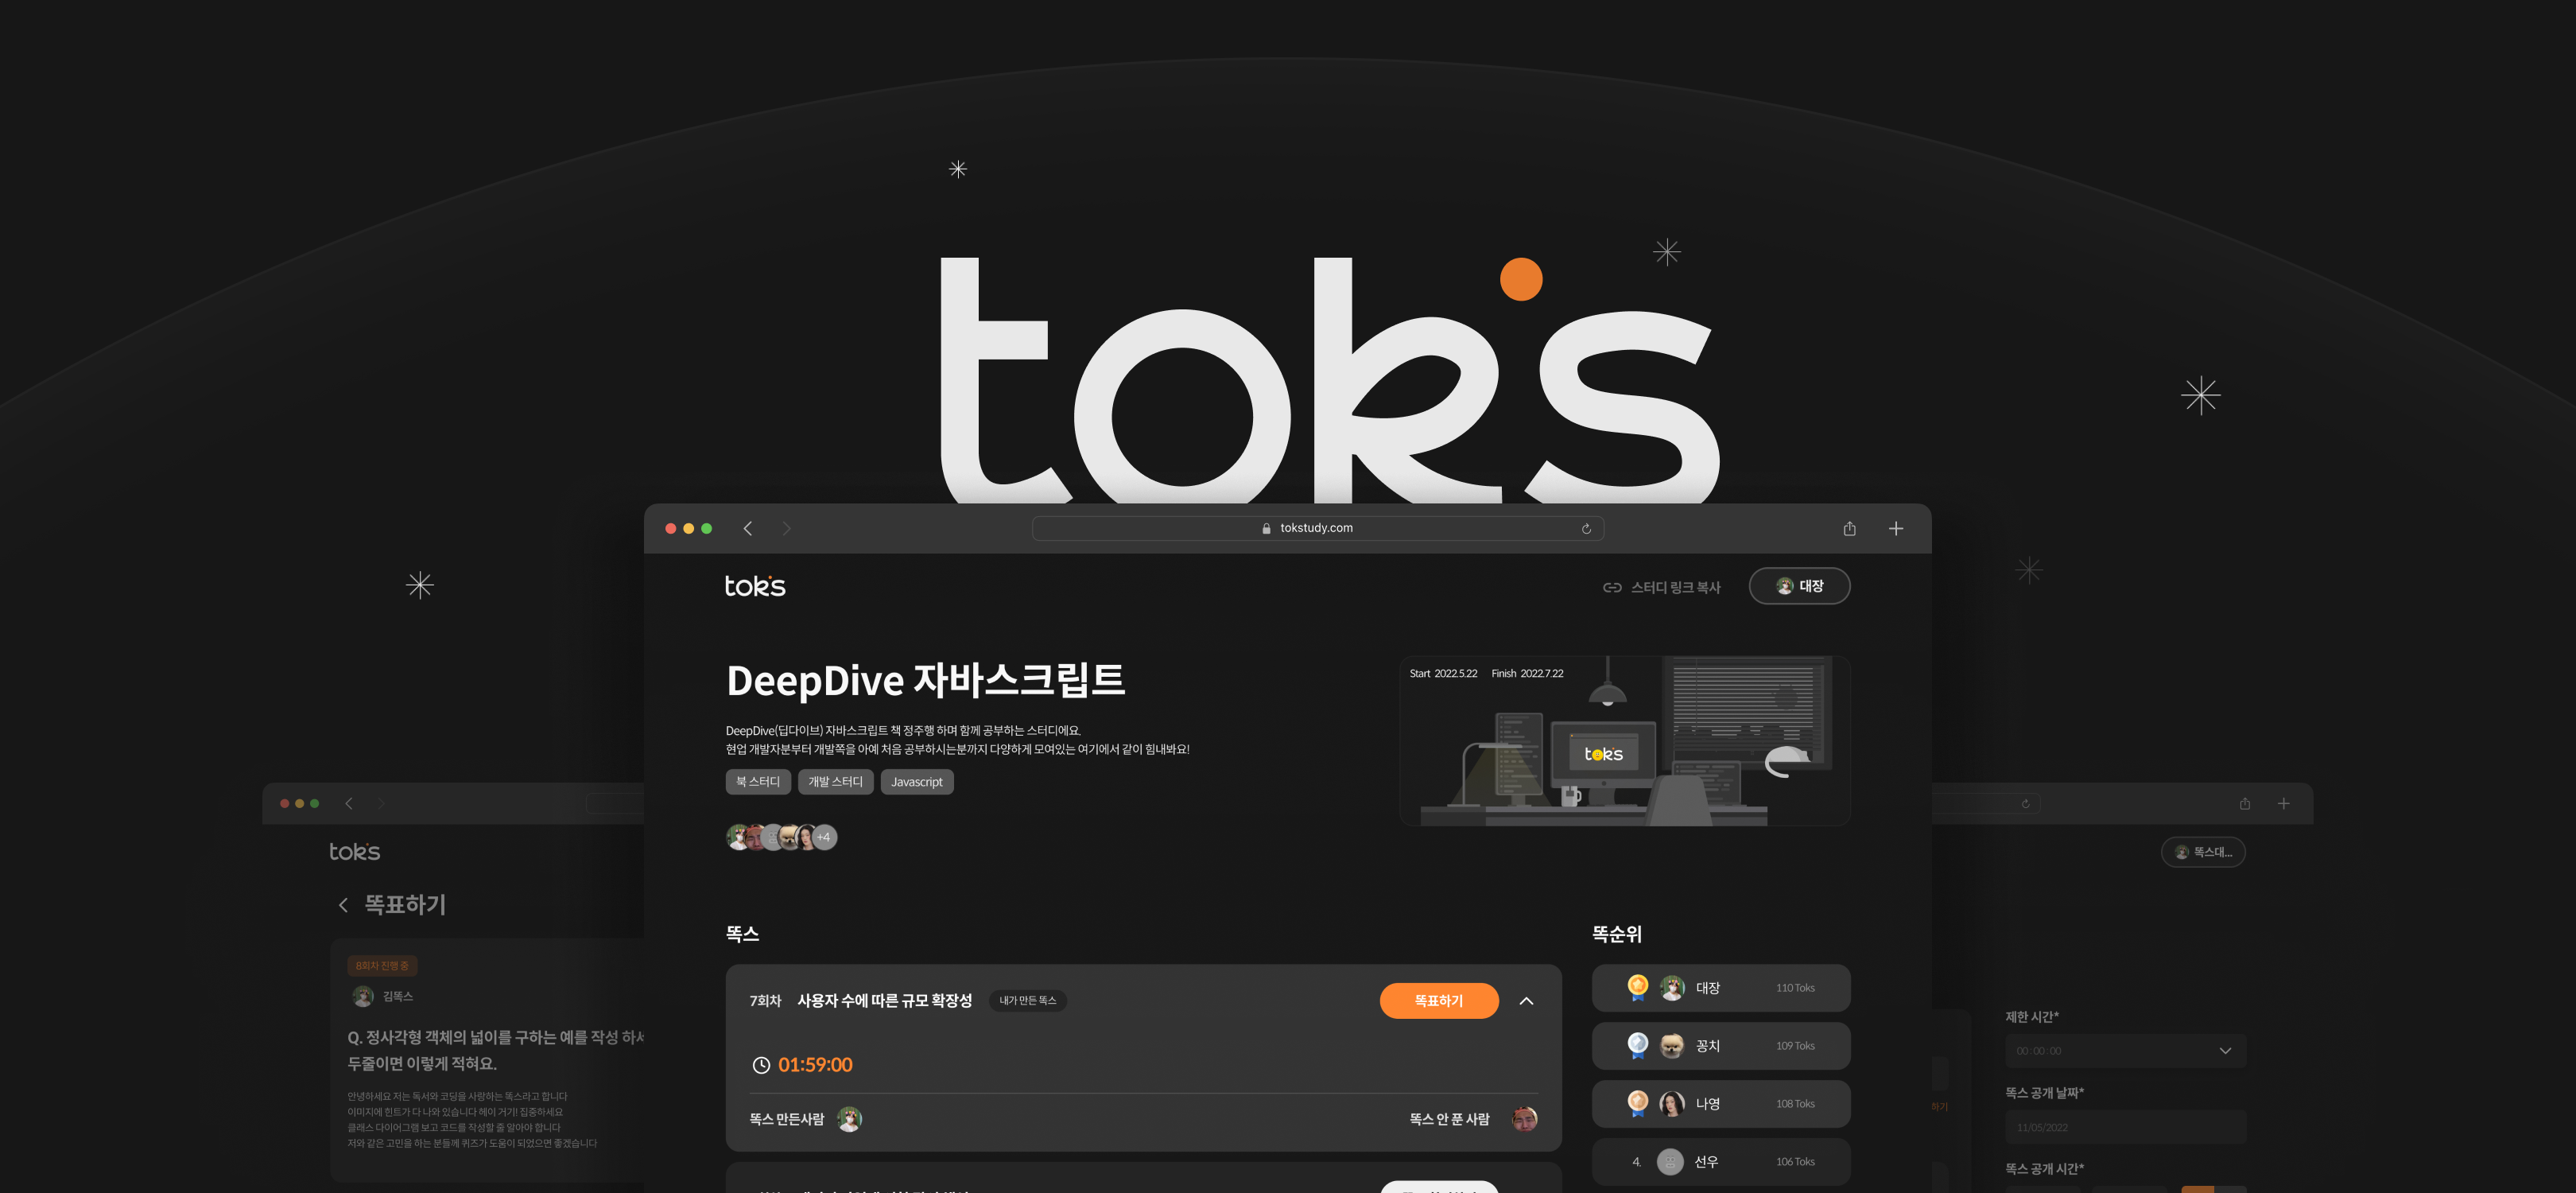 toks
tokstudy.com
toks
스터디 링크 복사
대장
DeepDive 자바스크립트
DeepDive(딥다이브) 자바스크립트 책 정주행 하며 함께 공부하는 스터디에요.
현업 개발자분부터 개발쪽을 아예 처음 공부하시는분까지 다양하게 모여있는 여기에서 같이 힘내봐요!
북 스터디
개발 스터디
Javascript
+4
Start 2022.5.22 Finish 2022.7.22
toks
똑스
7회차 사용자 수에 따른 규모 확장성 내가 만든 똑스
똑표하기
01:59:00
똑스 만든사람
똑스 안 푼 사람
똑순위
대장 110 Toks
꽁치 109 Toks
나영 108 Toks
4. 선우 106 Toks
toks
똑표하기
8회차 진행 중
김똑스
Q. 정사각형 객체의 넓이를 구하는 예를 작성 하세
두줄이면 이렇게 적혀요.
안녕하세요 저는 독서와 코딩을 사랑하는 똑스라고 합니다
이미지에 힌트가 다 나와 있습니다 헤이 거기! 집중하세요
클래스 다이어그램 보고 코드를 작성할 줄 알아야 합니다
저와 같은 고민을 하는 분들께 퀴즈가 도움이 되었으면 좋겠습니다
똑스대...
하기
제한 시간*
00:00:00
똑스 공개 날짜*
11/05/2022
똑스 공개 시간*